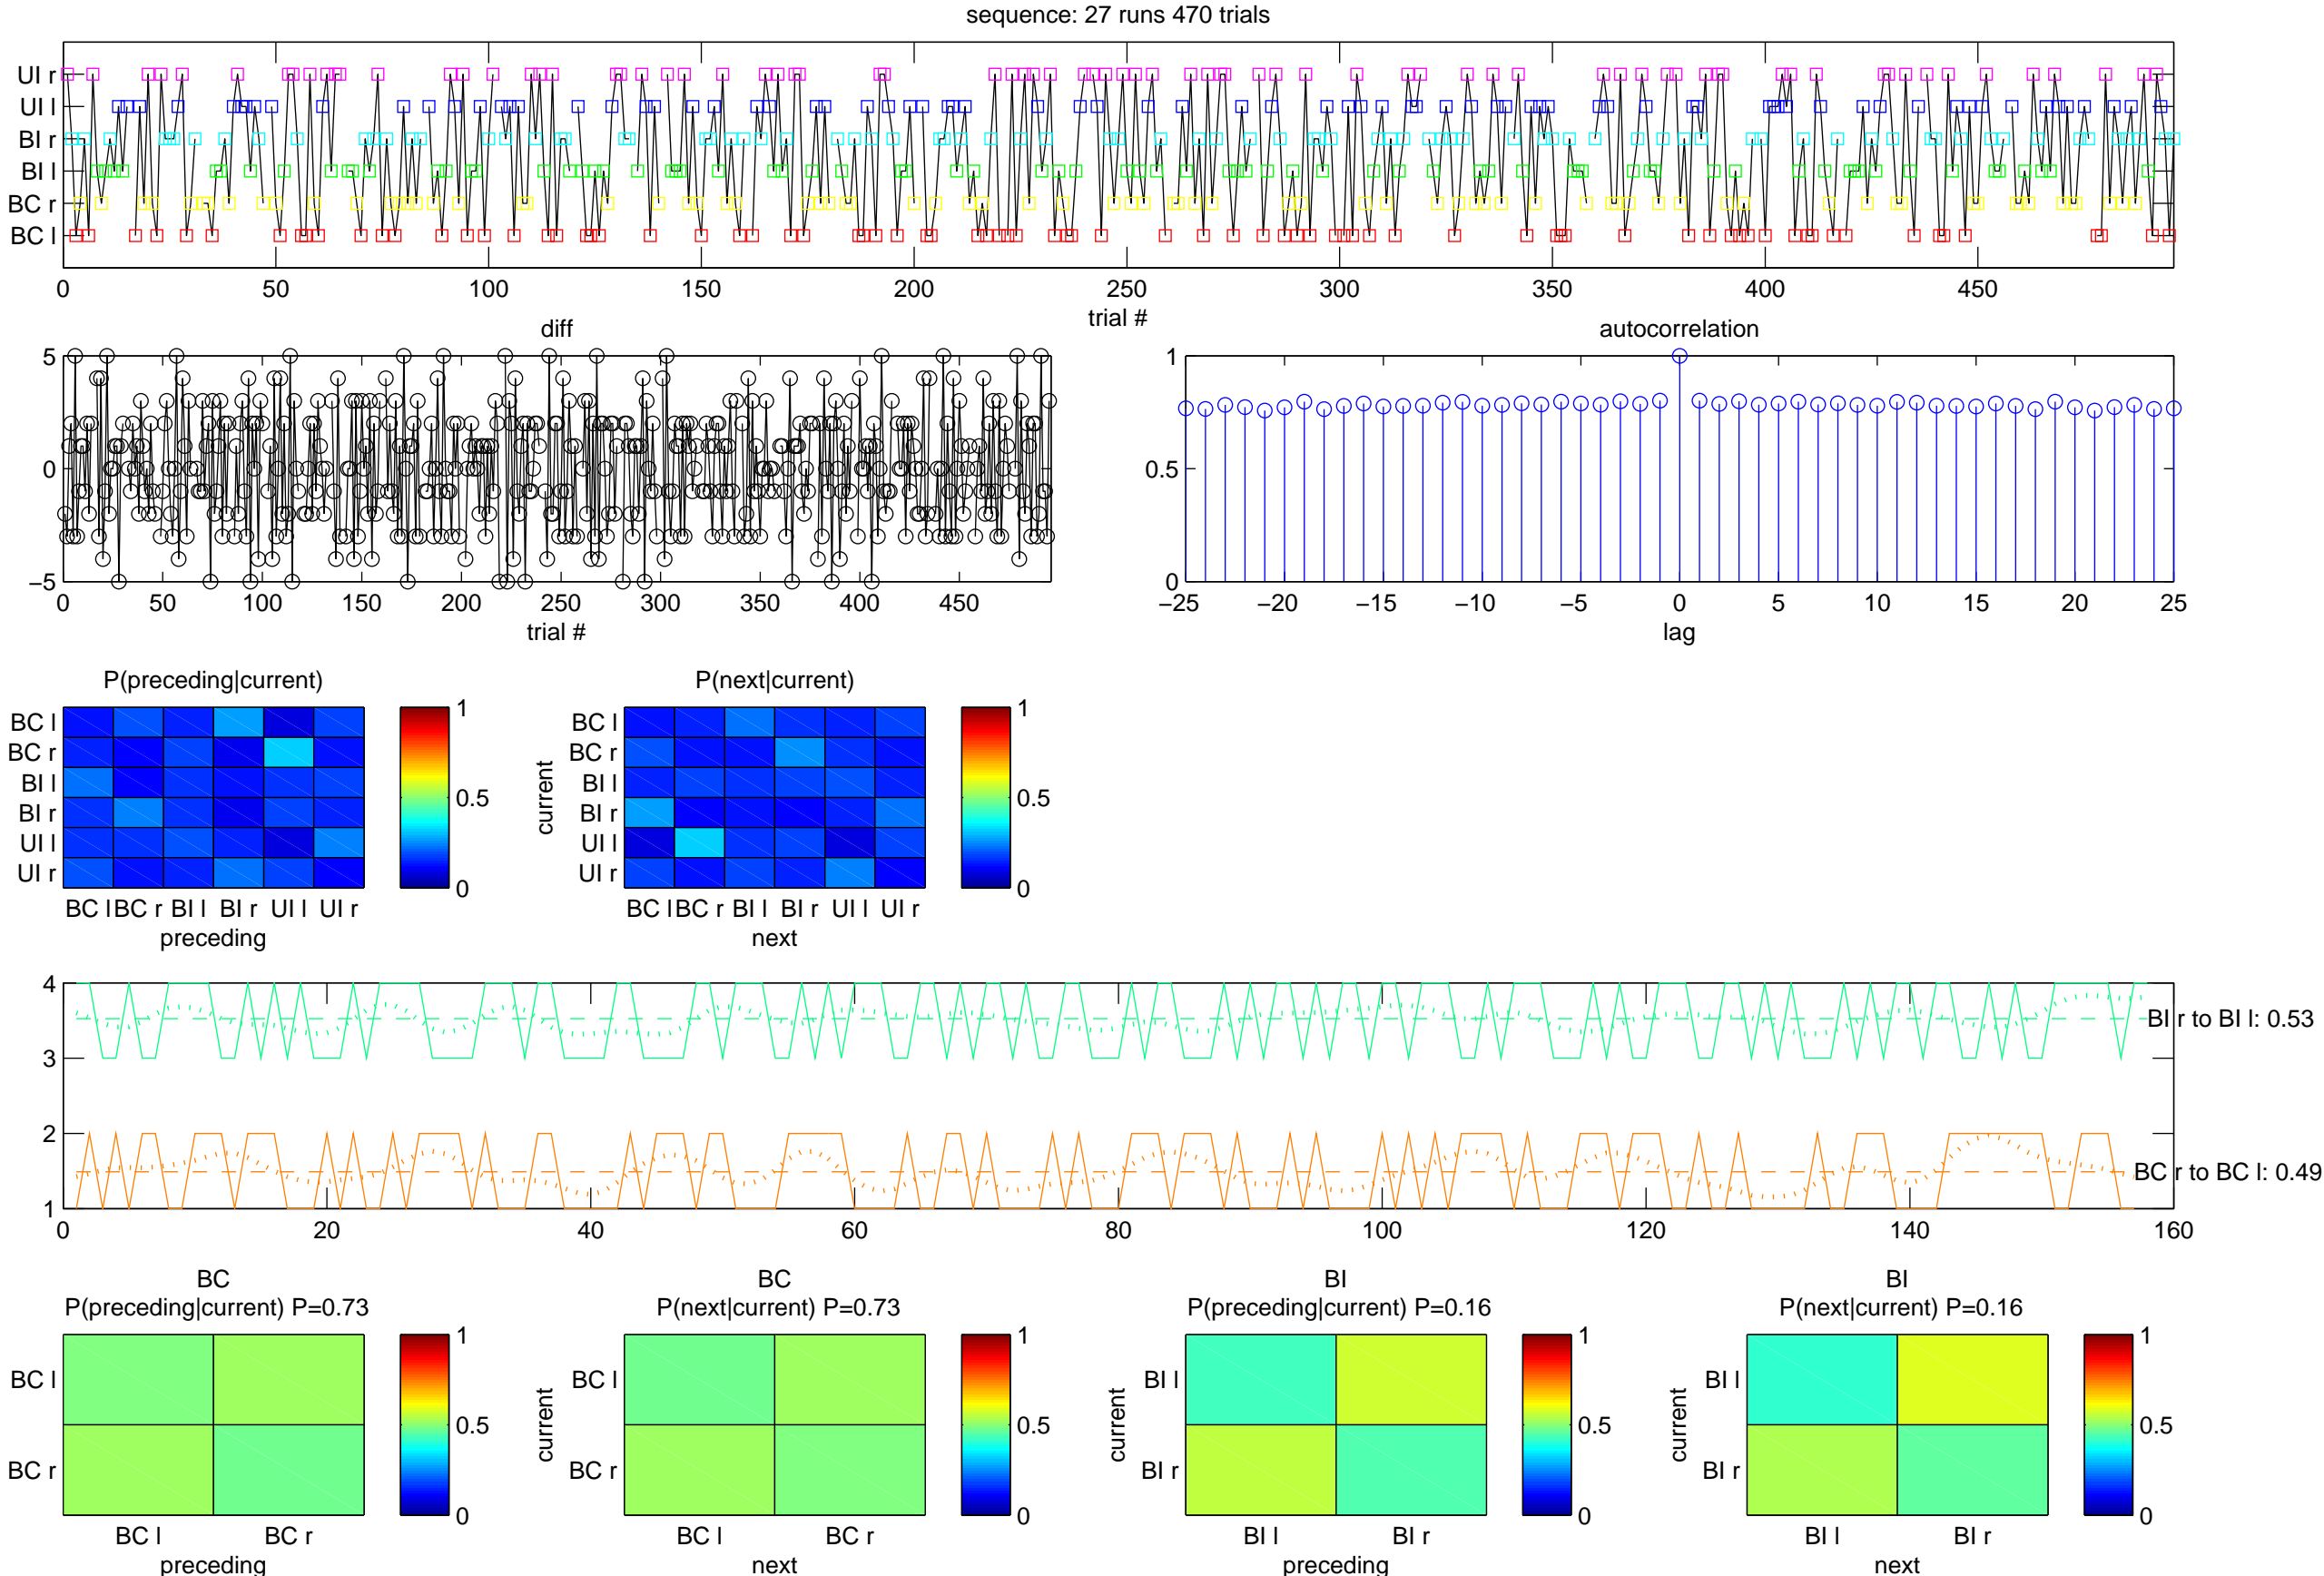 sequence: 27 runs 470 trials
UI r
UI l
BI r
BI l
BC r
BC l
0 50 100 150 200 250 300 350 400 450
trial #
diff
5
0
−5
0 50 100 150 200 250 300 350 400 450
trial #
autocorrelation
1
0.5
0
−25 −20 −15 −10 −5 0 5 10 15 20 25
lag
P(preceding|current)
BC l
BC r
BI l
BI r
UI l
UI r
BC l BC r BI l BI r UI l UI r
preceding
1
0.5
0
P(next|current)
current
BC l
BC r
BI l
BI r
UI l
UI r
BC l BC r BI l BI r UI l UI r
next
1
0.5
0
4
3
2
1
0 20 40 60 80 100 120 140 160
BI r to BI l: 0.53
BC r to BC l: 0.49
BC
P(preceding|current) P=0.73
BC l
BC r
BC l BC r
preceding
1
0.5
0
BC
P(next|current) P=0.73
current
BC l
BC r
BC l BC r
next
1
0.5
0
BI
P(preceding|current) P=0.16
current
BI l
BI r
BI l BI r
preceding
1
0.5
0
BI
P(next|current) P=0.16
current
BI l
BI r
BI l BI r
next
1
0.5
0